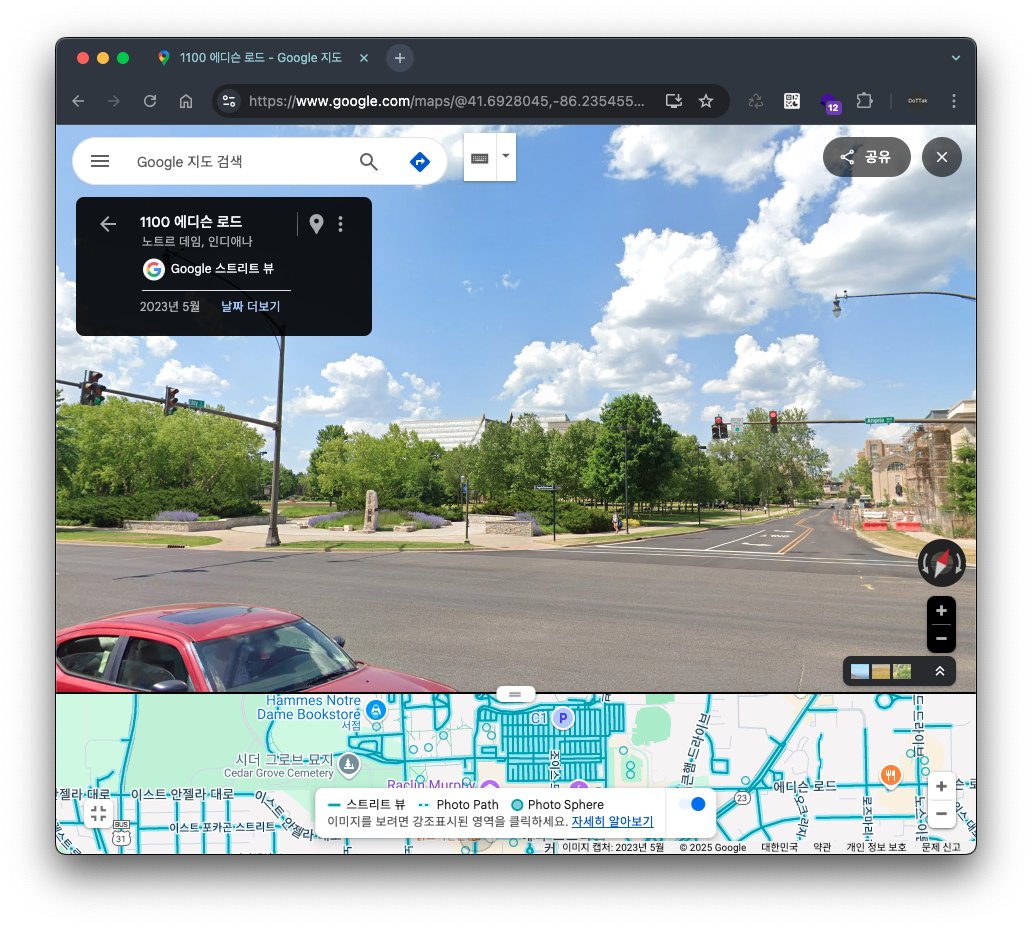 1100 에디슨 로드 - Google 지도
https://www.google.com/maps/@41.6928045,-86.235455...
12
DoTTak
Google 지도 검색
공유
1100 에디슨 로드
노트르 데임, 인디애나
Google 스트리트 뷰
2023년 5월 날짜 더보기
Angela
Hammes Notre
Dame Bookstore
서점
C1 P
시더 그로브 묘지
Cedar Grove Cemetery
Raclin Murphy
이스트 안젤라 대로
이스트 포카곤 스트리트
BUS
31
23
에디슨 로드
스트리트 뷰 Photo Path Photo Sphere
이미지를 보려면 강조표시된 영역을 클릭하세요. 자세히 알아보기
이미지 캡처: 2023년 5월 © 2025 Google 대한민국 약관 개인 정보 보호 문제 신고